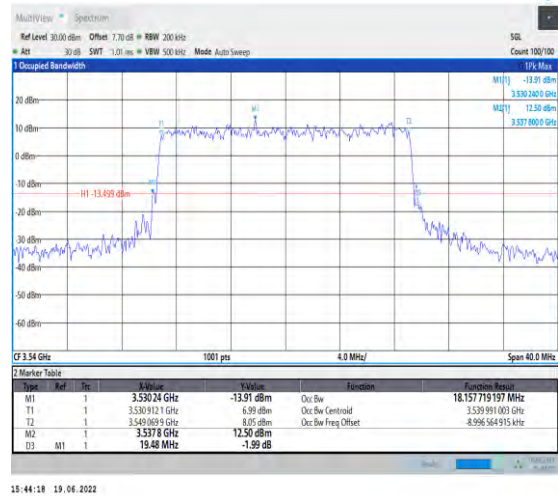 MultiView Spectrum
Ref Level 30.00 dBm Offset 7.70 dB RBW 200 kHz SGL
Att 30 dB SWT 1.01 ms VBW 500 kHz Mode Auto Sweep Count 100/100
1 Occupied Bandwidth 1Pk Max
M1[1] -13.91 dBm
3.530 240 0 GHz
M2[1] 12.50 dBm
3.537 800 0 GHz
20 dBm
10 dBm
0 dBm
-10 dBm
H1 -13.499 dBm
-20 dBm
-30 dBm
-40 dBm
-50 dBm
-60 dBm
CF 3.54 GHz 1001 pts 4.0 MHz/ Span 40.0 MHz
2 Marker Table
Type Ref Trc X-Value Y-Value Function Function Result
M1 1 3.530 24 GHz -13.91 dBm Occ Bw 18.157 719 197 MHz
T1 1 3.530 912 1 GHz 6.99 dBm Occ Bw Centroid 3.539 991 003 GHz
T2 1 3.549 069 9 GHz 8.05 dBm Occ Bw Freq Offset -8.996 564 915 kHz
M2 1 3.537 8 GHz 12.50 dBm
D3 M1 1 19.48 MHz -1.99 dB
15:44:18 19.06.2022